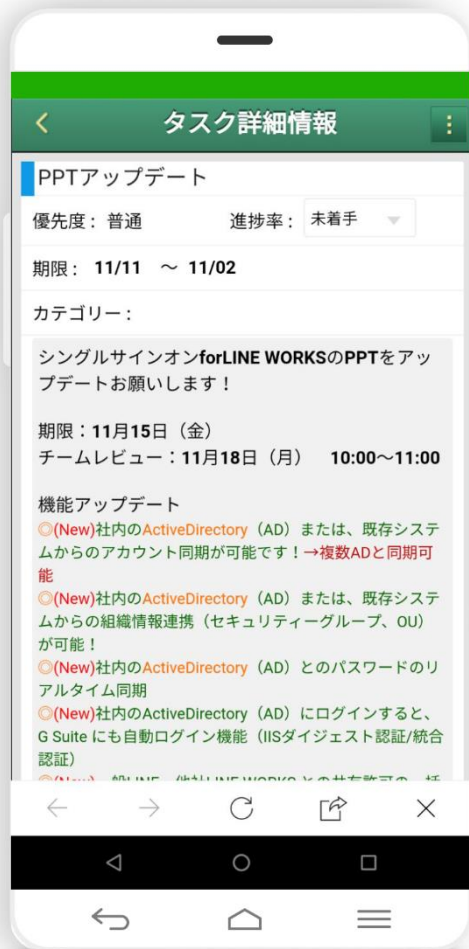 タスク詳細情報
PPTアップデート
優先度： 普通　進捗率： 未着手
期限： 11/11 ～ 11/02
カテゴリー：
シングルサインオンforLINE WORKSのPPTをアッ
プデートお願いします！
期限：11月15日（金）
チームレビュー：11月18日（月） 10:00～11:00
機能アップデート
◎(New)社内のActiveDirectory（AD）または、既存システ
ムからのアカウント同期が可能です！→複数ADと同期可
能
◎(New)社内のActiveDirectory（AD）または、既存システ
ムからの組織情報連携（セキュリティーグループ、OU）
が可能！
◎(New)社内のActiveDirectory（AD）とのパスワードのリ
アルタイム同期
◎(New)社内のActiveDirectory（AD）にログインすると、
G Suite にも自動ログイン機能（IISダイジェスト認証/統合
認証）